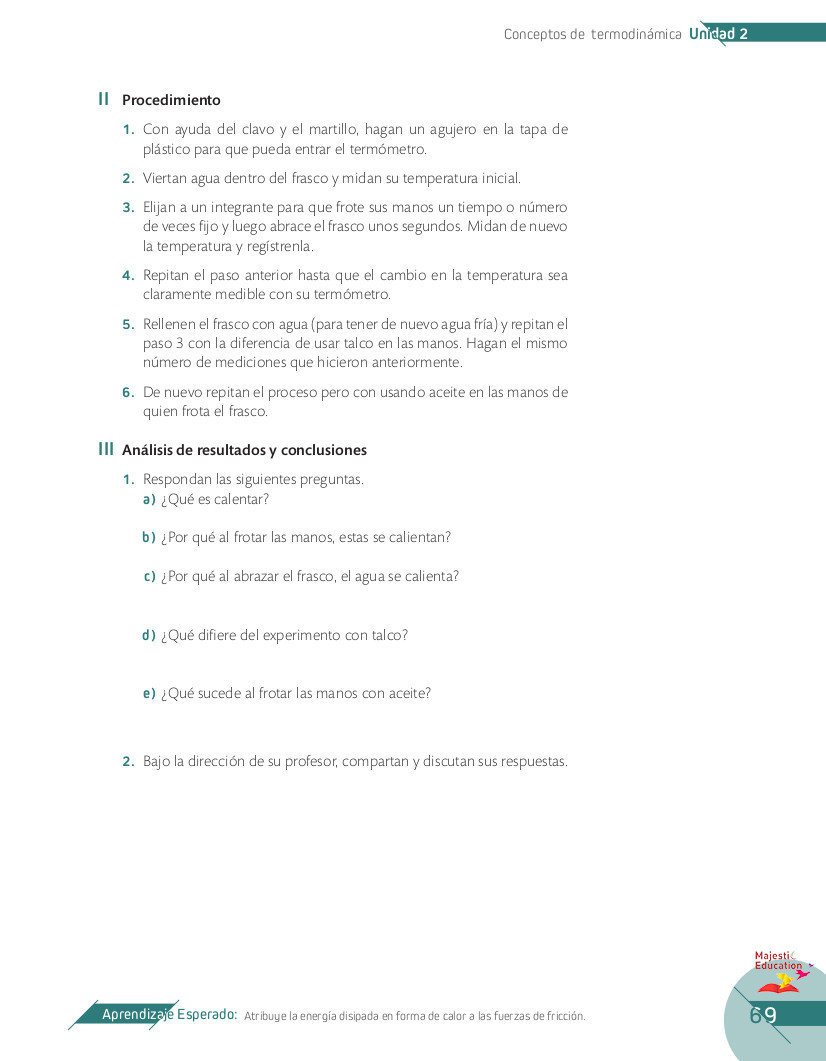 Conceptos de termodinámica Unidad 2
II Procedimiento
1. Con ayuda del clavo y el martillo, hagan un agujero en la tapa de
plástico para que pueda entrar el termómetro.
2. Viertan agua dentro del frasco y midan su temperatura inicial.
3. Elijan a un integrante para que frote sus manos un tiempo o número
de veces fijo y luego abrace el frasco unos segundos. Midan de nuevo
la temperatura y regístrenla.
4. Repitan el paso anterior hasta que el cambio en la temperatura sea
claramente medible con su termómetro.
5. Rellenen el frasco con agua (para tener de nuevo agua fría) y repitan el
paso 3 con la diferencia de usar talco en las manos. Hagan el mismo
número de mediciones que hicieron anteriormente.
6. De nuevo repitan el proceso pero con usando aceite en las manos de
quien frota el frasco.
III Análisis de resultados y conclusiones
1. Respondan las siguientes preguntas.
a) ¿Qué es calentar?
b) ¿Por qué al frotar las manos, estas se calientan?
c) ¿Por qué al abrazar el frasco, el agua se calienta?
d) ¿Qué difiere del experimento con talco?
e) ¿Qué sucede al frotar las manos con aceite?
2. Bajo la dirección de su profesor, compartan y discutan sus respuestas.
Majestic
Education
Aprendizaje Esperado: Atribuye la energía disipada en forma de calor a las fuerzas de fricción.
69